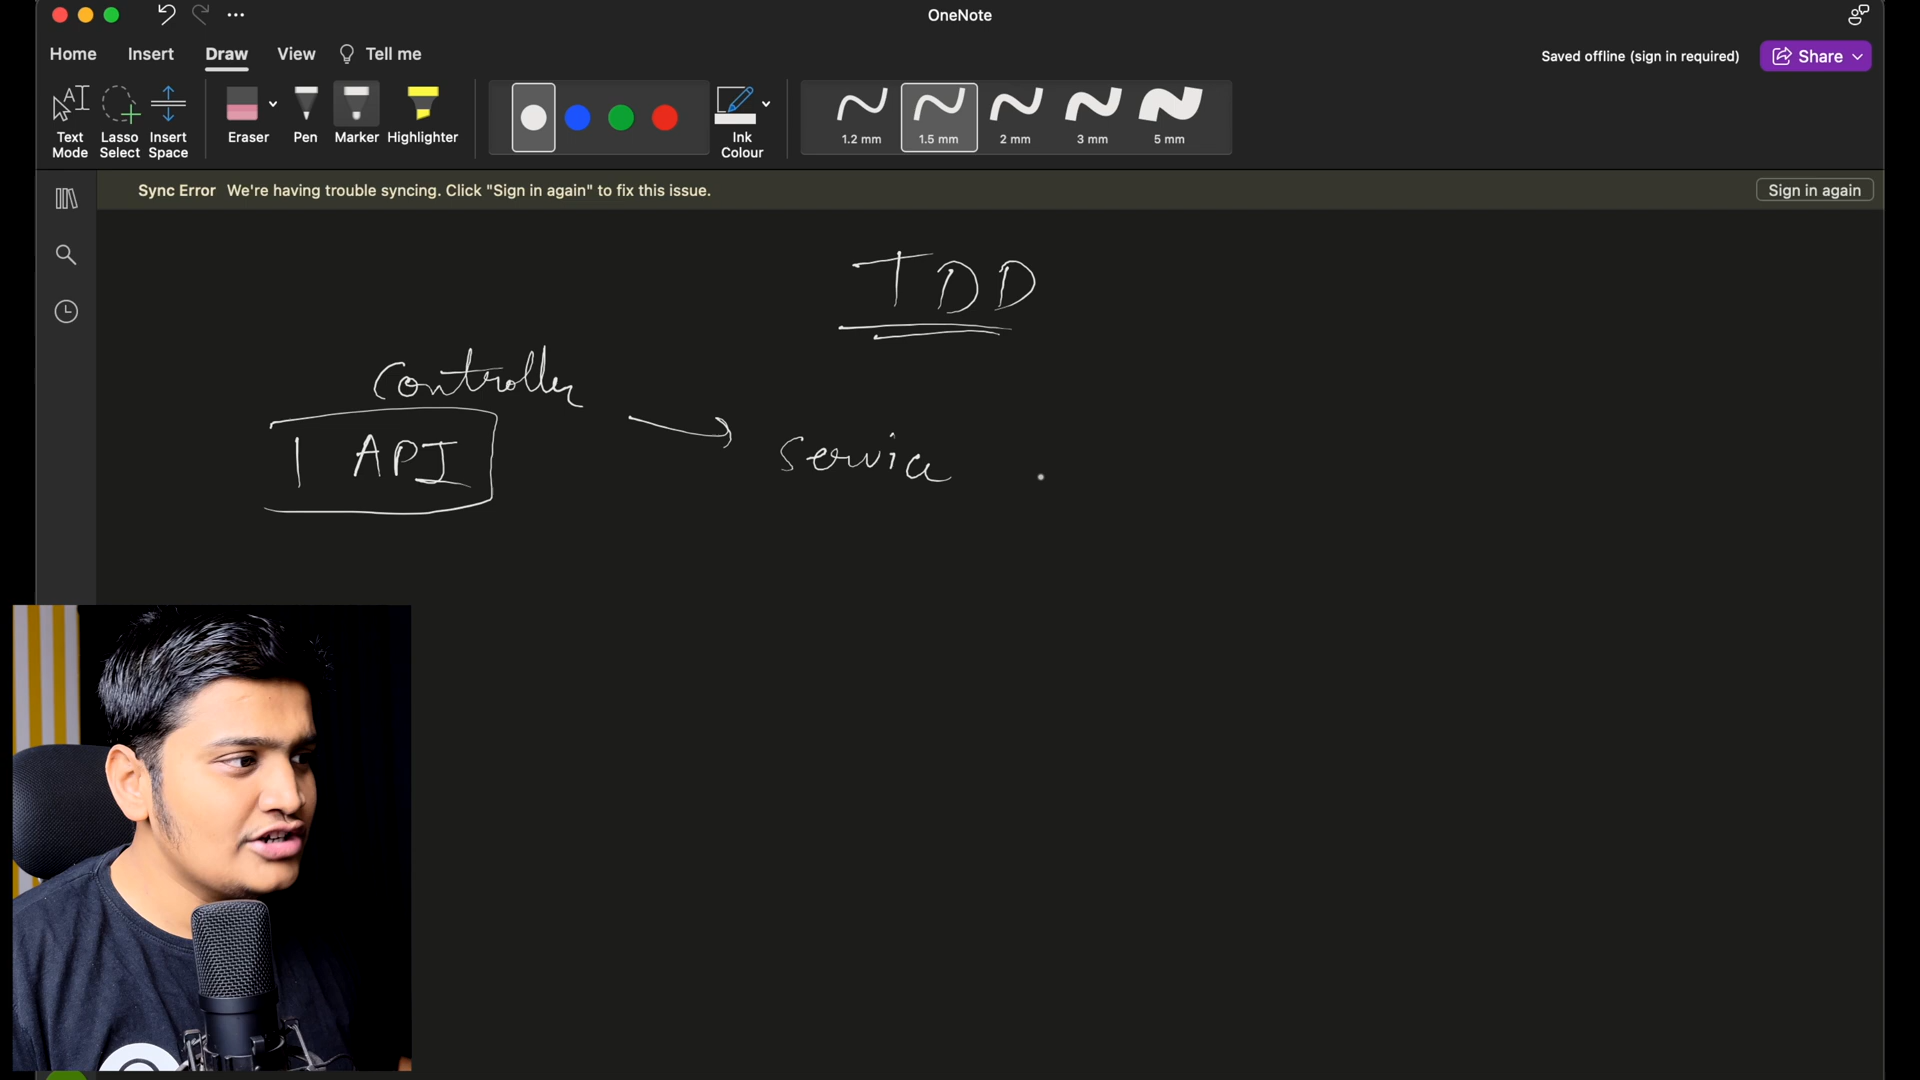 OneNote
Home Insert Draw View Tell me
Saved offline (sign in required) Share
Text Mode
Lasso Select
Insert Space
Eraser
Pen
Marker
Highlighter
Ink Colour
1.2 mm
1.5 mm
2 mm
3 mm
5 mm
Sync Error We're having trouble syncing. Click "Sign in again" to fix this issue.
Sign in again
TDD
Controller
1 API
Service